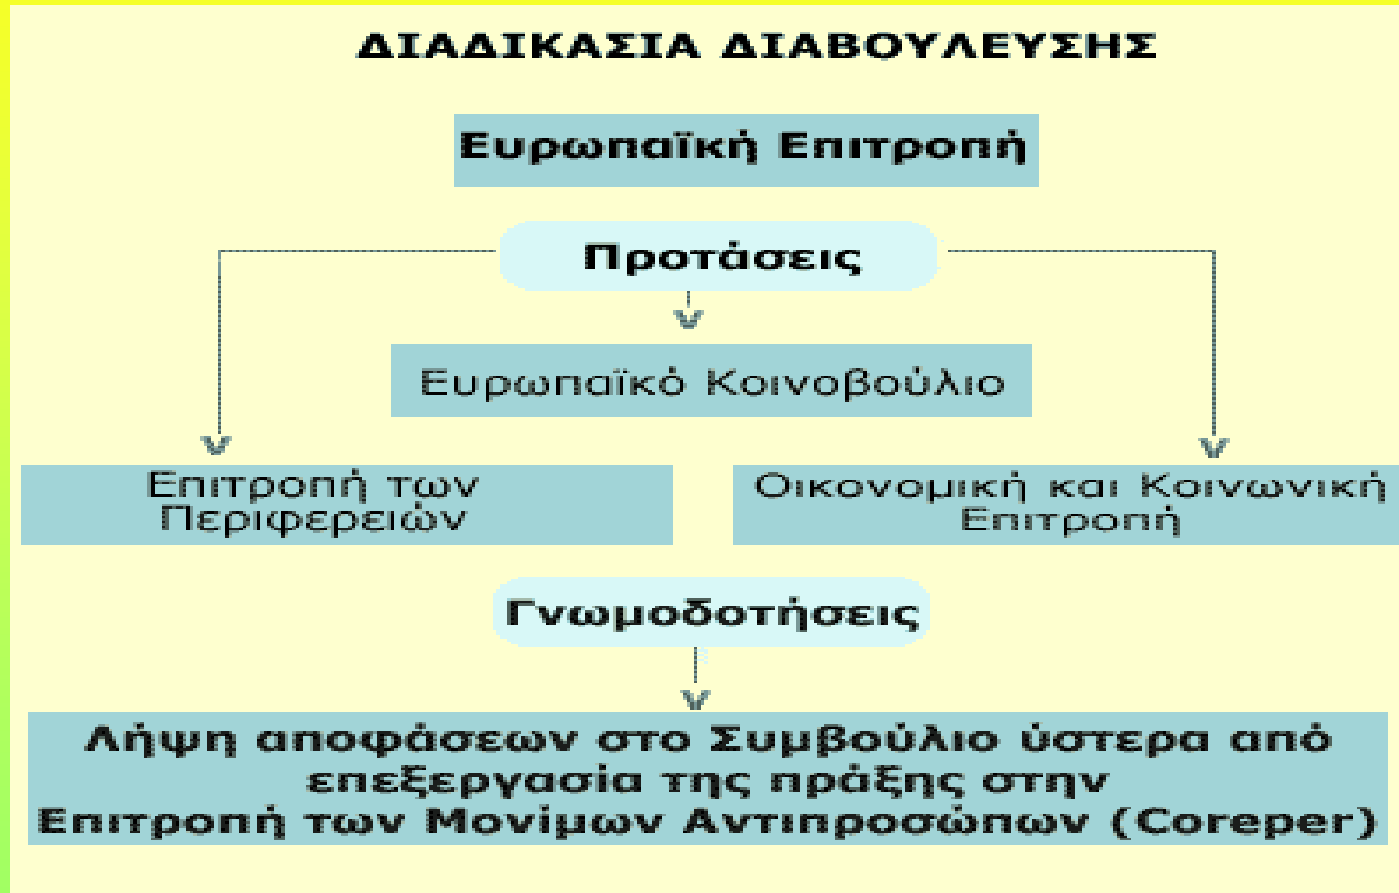 ΔΙΑΔΙΚΑΣΙΑ ΔΙΑΒΟΥΛΕΥΣΗΣ
Ευρωπαϊκή Επιτροπή
Προτάσεις
Ευρωπαϊκό Κοινοβούλιο
Επιτροπή των
Περιφερειών
Οικονομική και Κοινωνική
Επιτροπή
Γνωμοδοτήσεις
Λήψη αποφάσεων στο Συμβούλιο ύστερα από
επεξεργασία της πράξης στην
Επιτροπή των Μονίμων Αντιπροσώπων (Coreper)